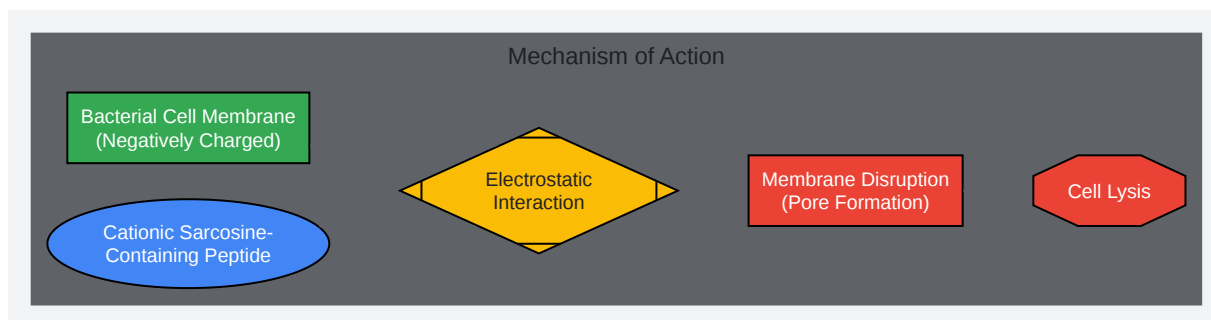 Mechanism of Action
Bacterial Cell Membrane
(Negatively Charged)
Cationic Sarcosine-
Containing Peptide
Electrostatic
Interaction
Membrane Disruption
(Pore Formation)
Cell Lysis